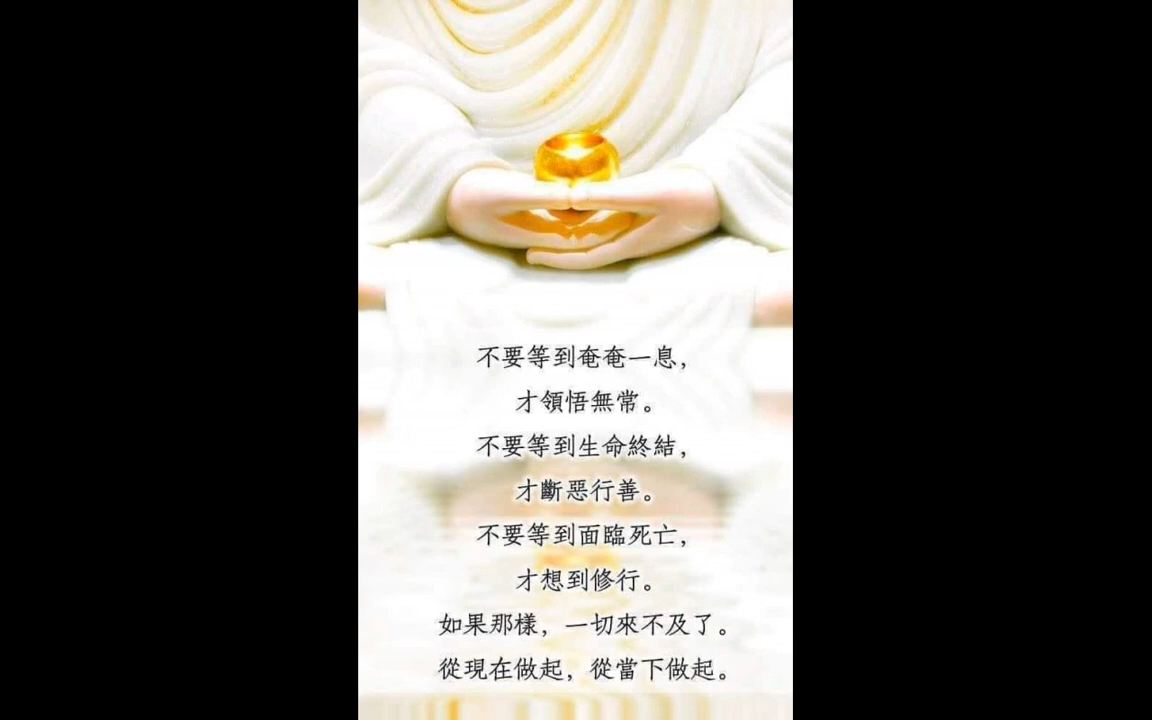 不要等到奄奄一息，
才領悟無常。
不要等到生命終結，
才斷惡行善。
不要等到面臨死亡，
才想到修行。
如果那樣，一切來不及了。
從現在做起，從當下做起。